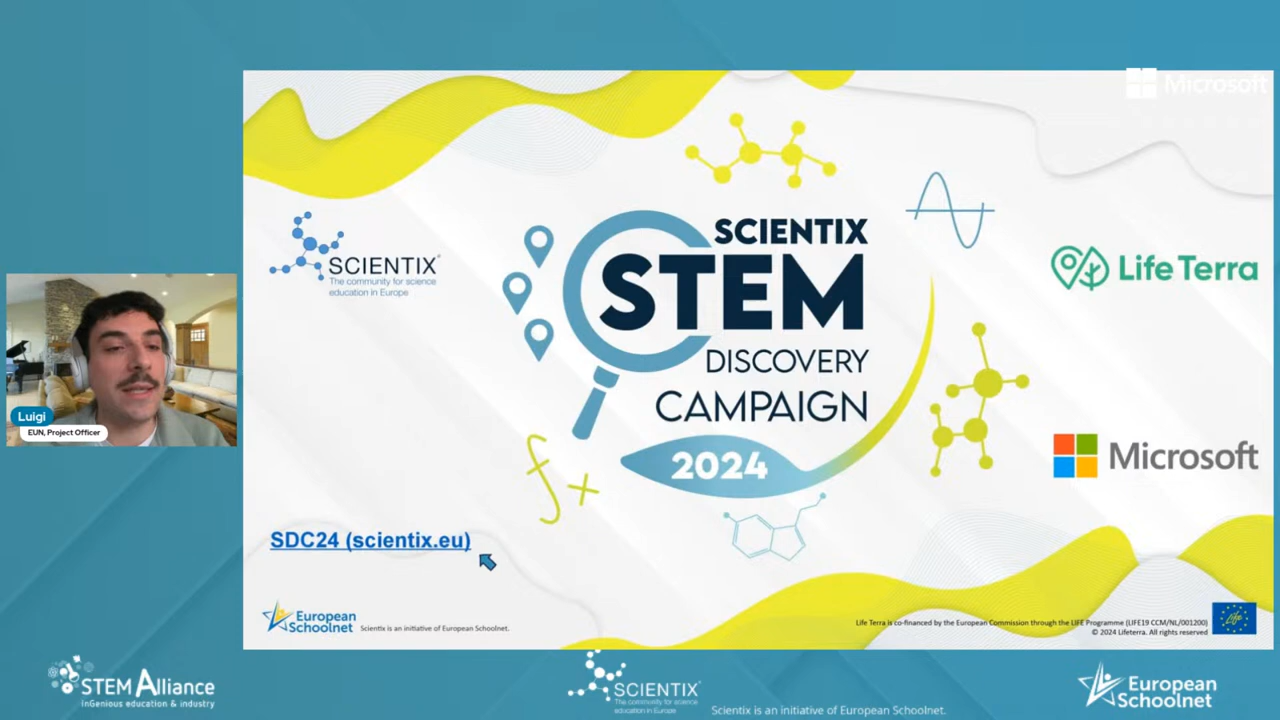 Microsoft
SCIENTIX
The community for science
education in Europe
SCIENTIX
STEM
DISCOVERY
CAMPAIGN
2024
Life Terra
Microsoft
Luigi
EUN, Project Officer
SDC24 (scientix.eu)
European
Schoolnet
Scientix is an initiative of European Schoolnet.
Life Terra is co-financed by the European Commission through the LIFE Programme (LIFE19 CCM/NL/001200)
© 2024 Lifeterra. All rights reserved
Life
STEM Alliance
inGenious education & industry
SCIENTIX
The community for science
education in Europe
Scientix is an initiative of European Schoolnet.
European
Schoolnet